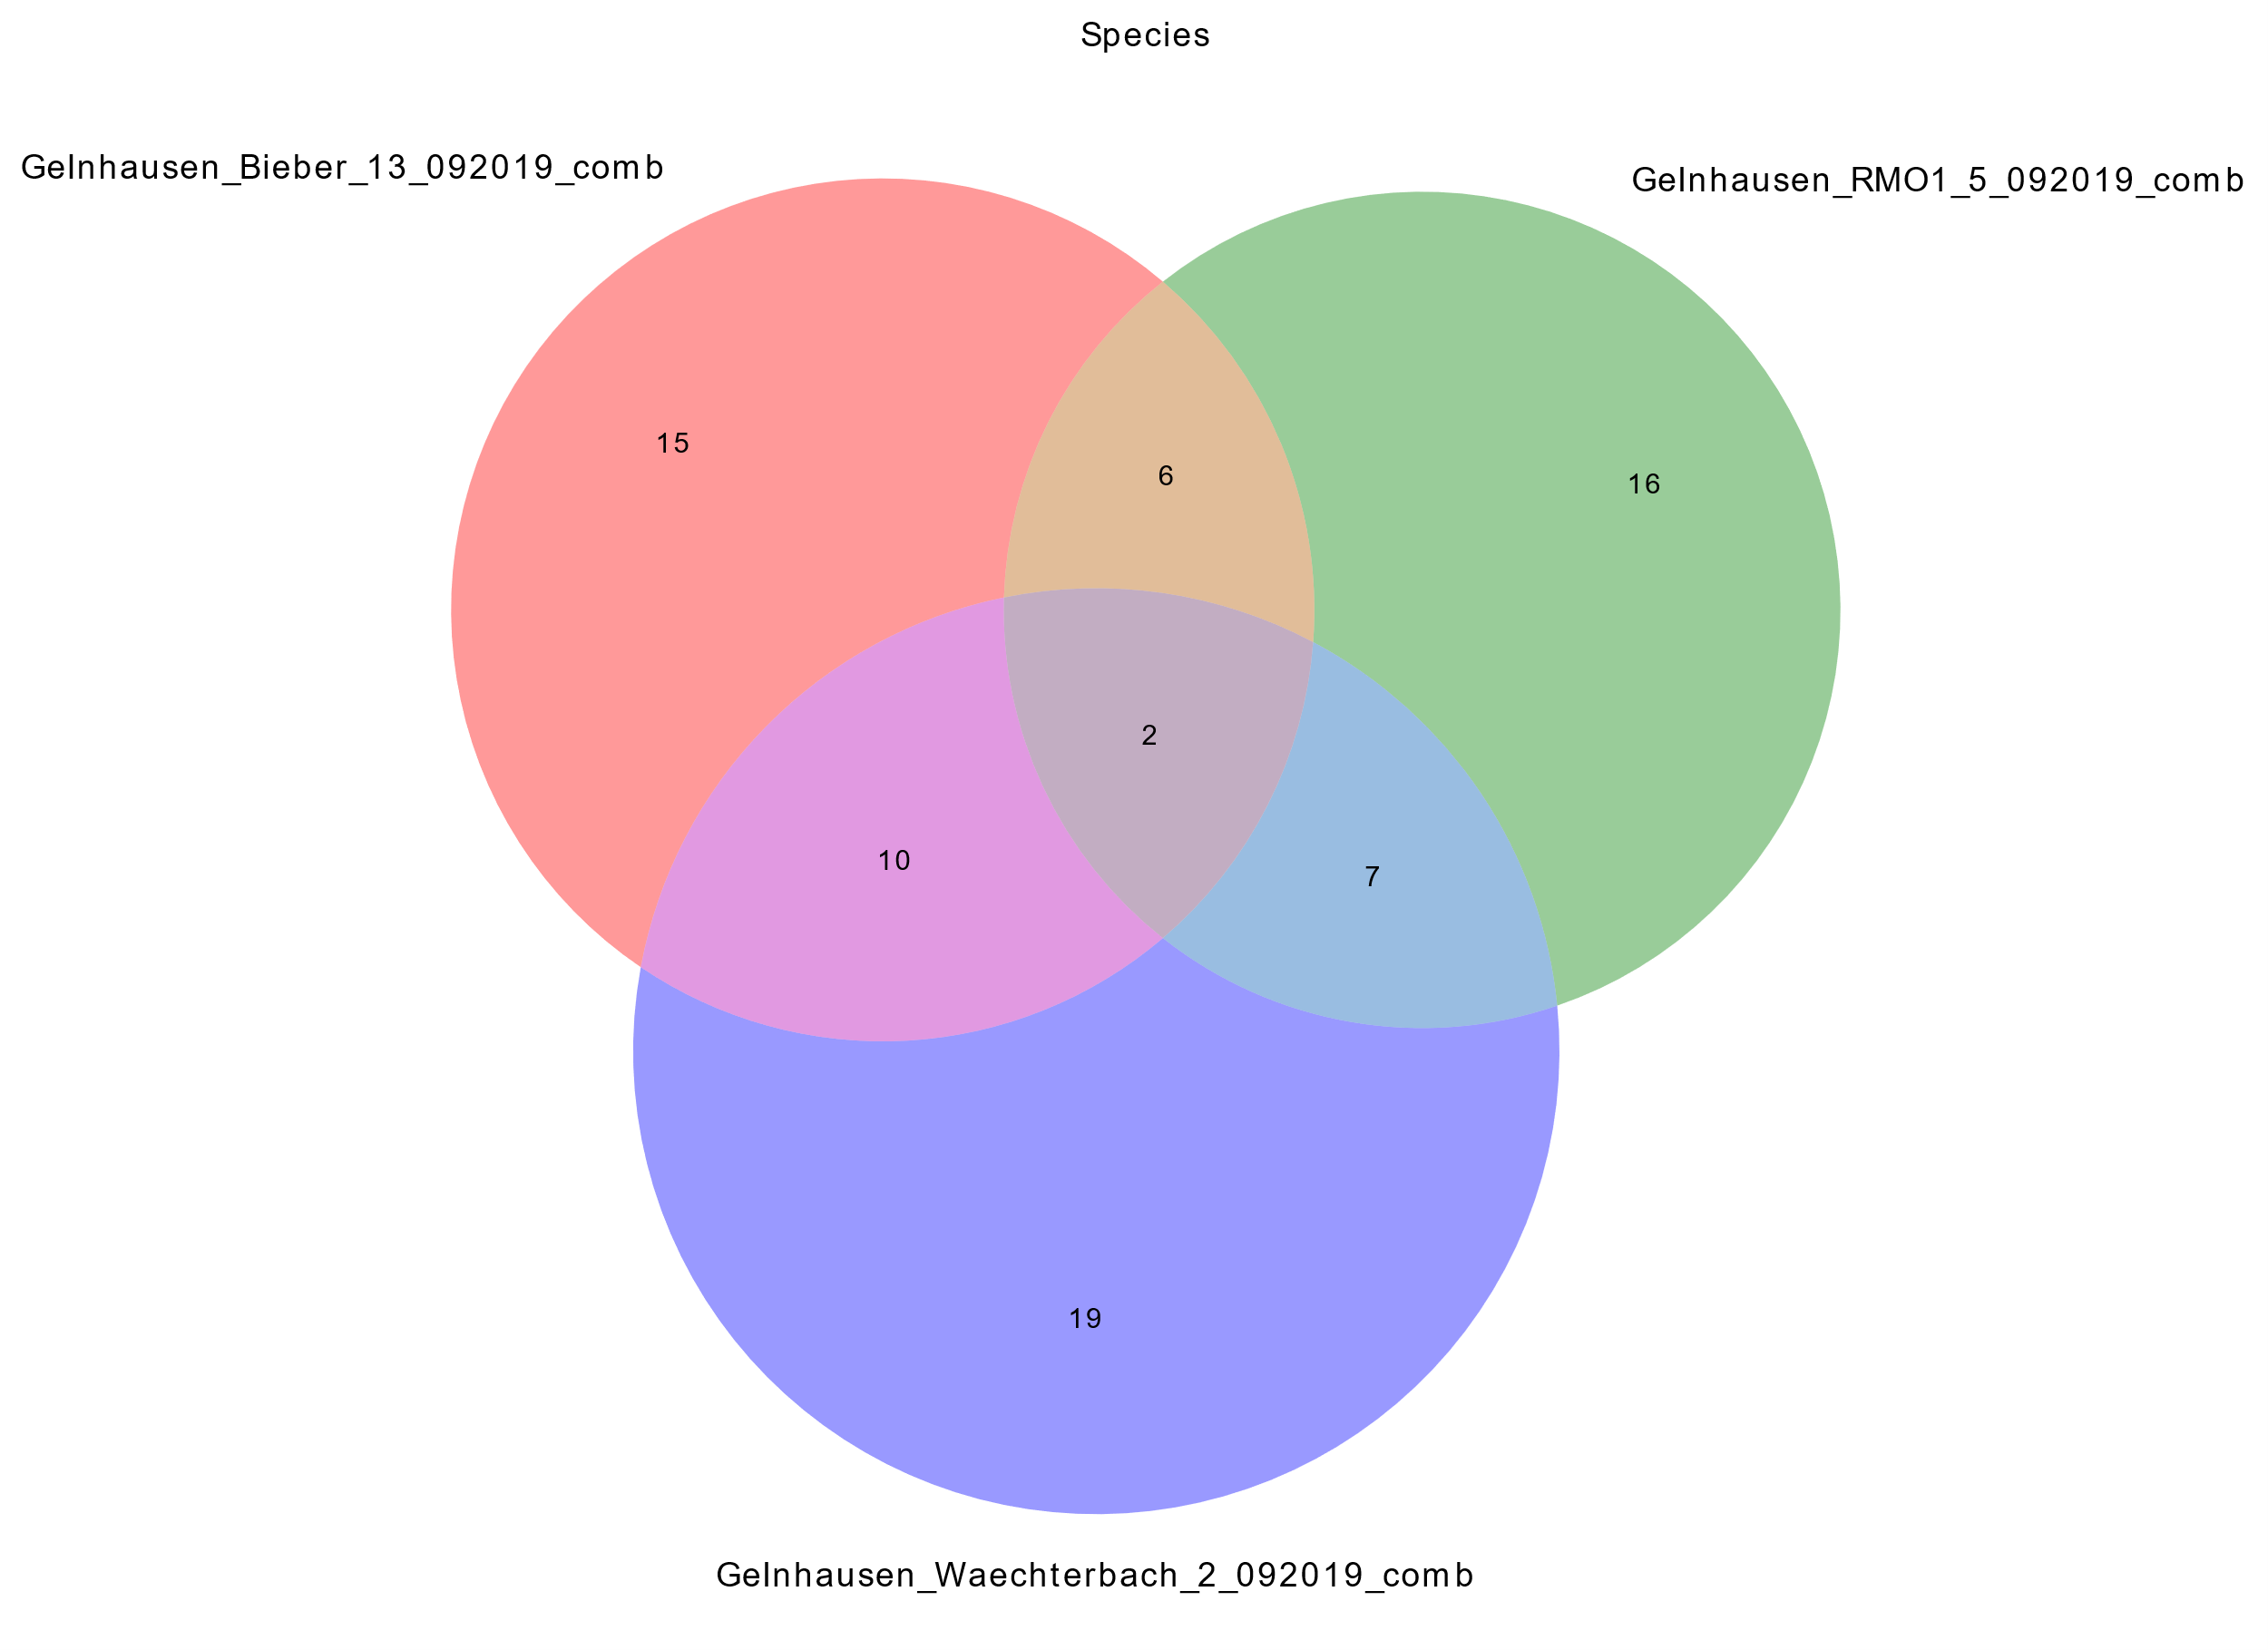 Species
Gelnhausen_Bieber_13_092019_comb
Gelnhausen_RMO1_5_092019_comb
15
6
16
2
10
7
19
Gelnhausen_Waechterbach_2_092019_comb